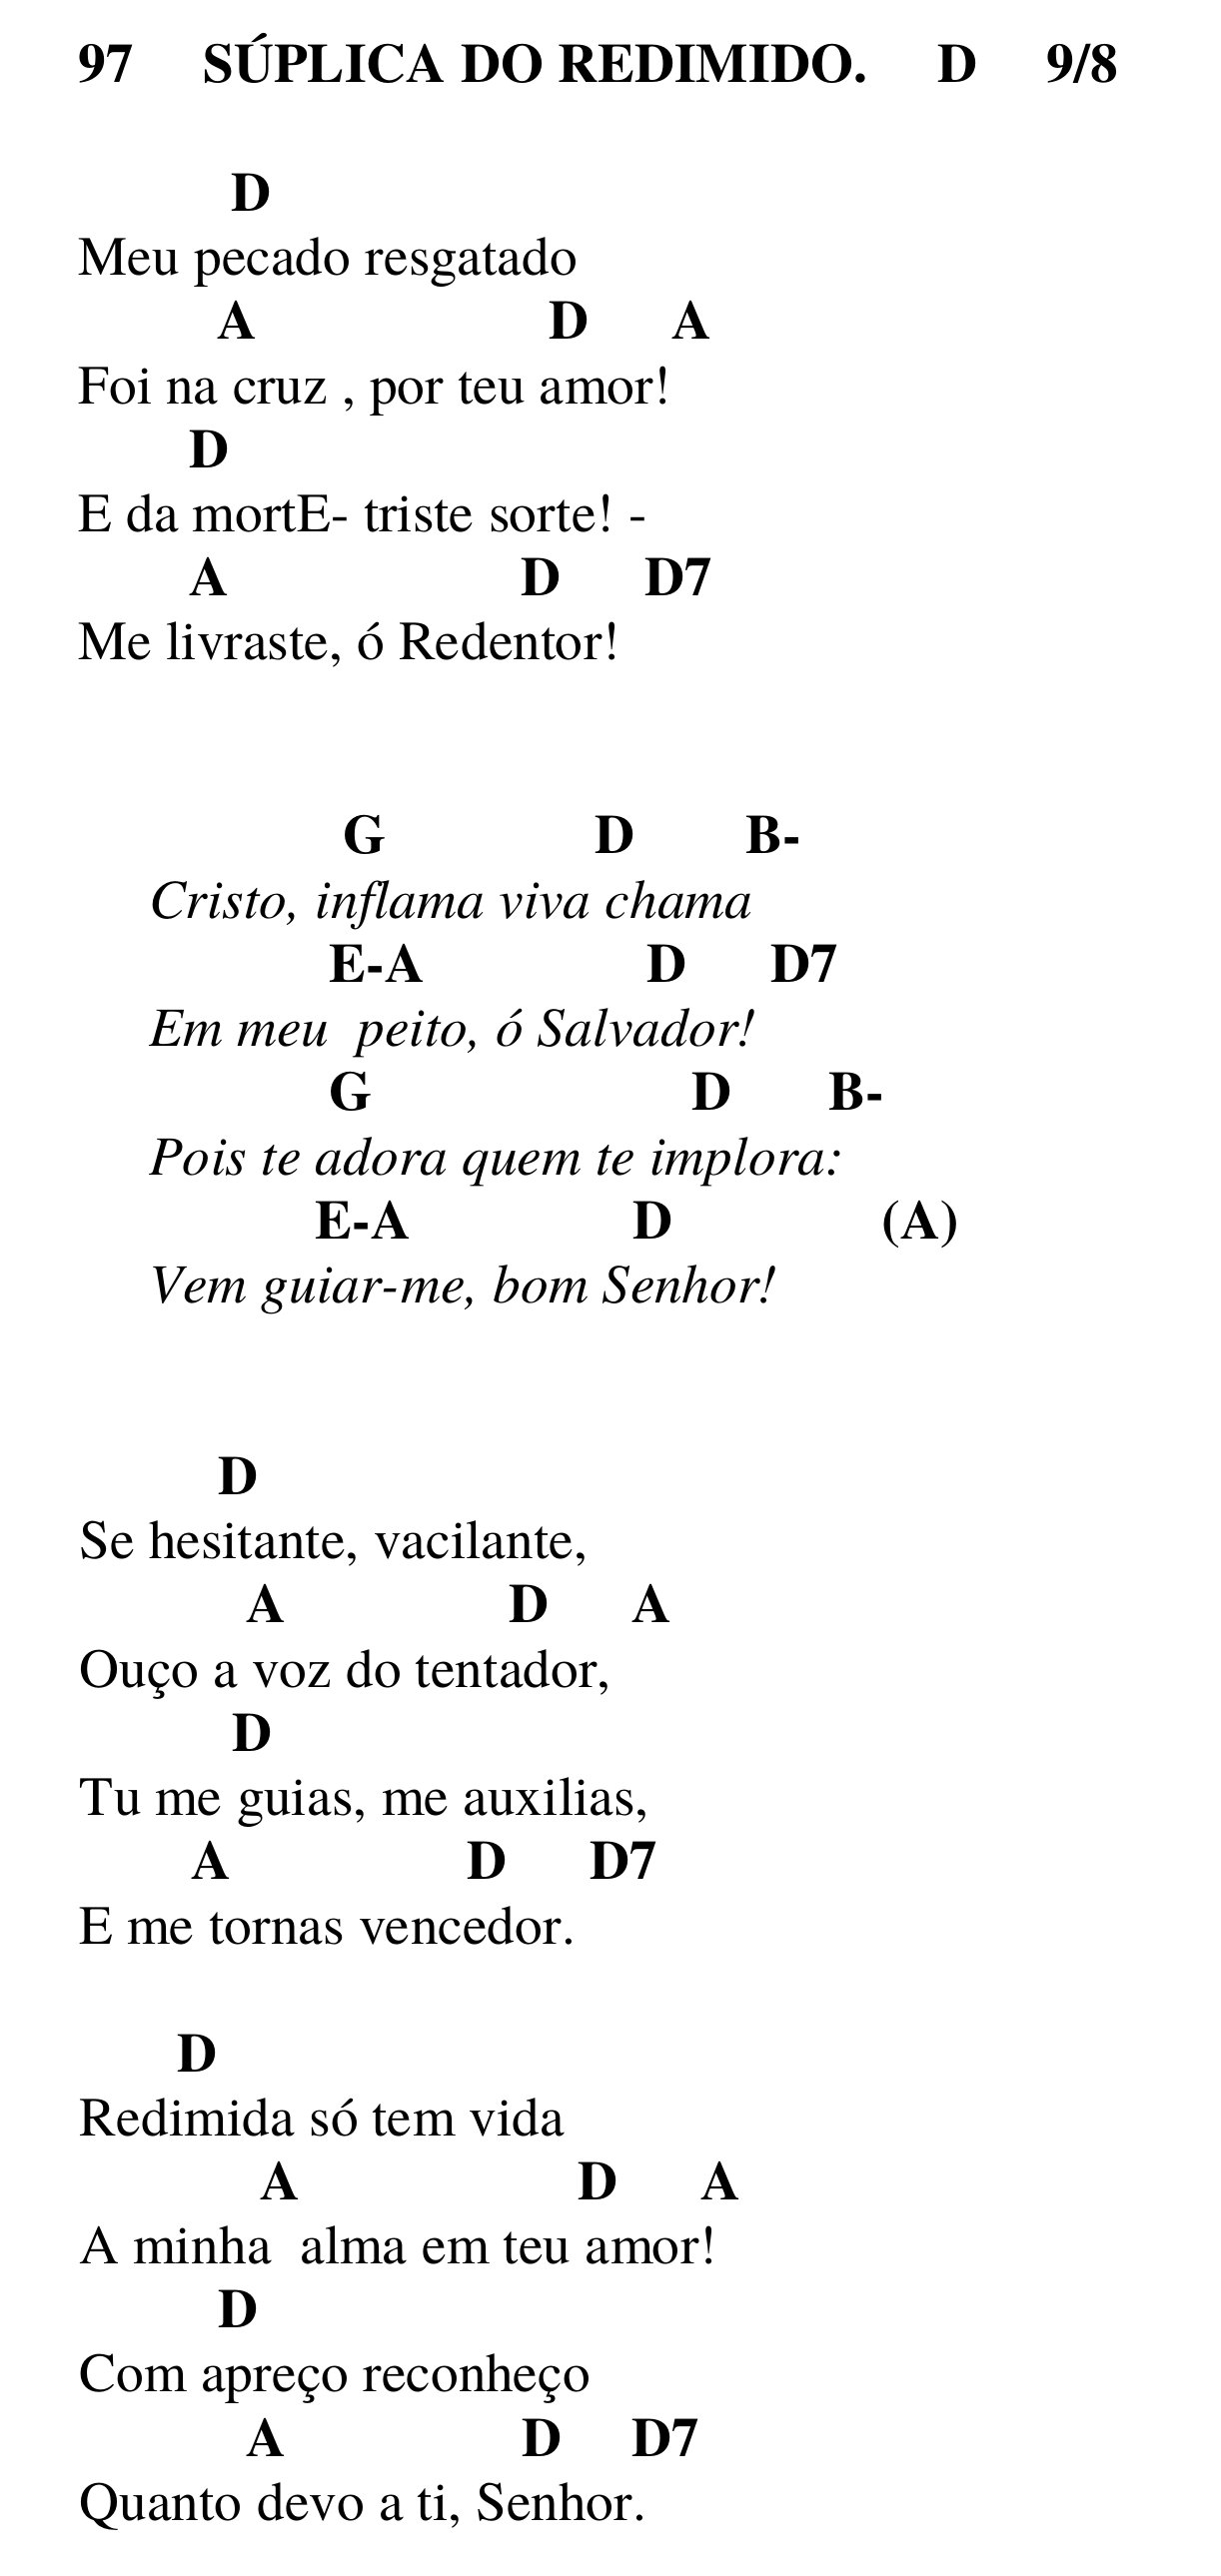 97 SÚPLICA DO REDIMIDO. D 9/8
D
Meu pecado resgatado
A D A
Foi na cruz , por teu amor!
D
E da mortE- triste sorte! -
A D D7
Me livraste, ó Redentor!
G D B-
Cristo, inflama viva chama
E-A D D7
Em meu  peito, ó Salvador!
G D B-
Pois te adora quem te implora:
E-A D (A)
Vem guiar-me, bom Senhor!
D
Se hesitante, vacilante,
A D A
Ouço a voz do tentador,
D
Tu me guias, me auxilias,
A D D7
E me tornas vencedor.
D
Redimida só tem vida
A D A
A minha  alma em teu amor!
D
Com apreço reconheço
A D D7
Quanto devo a ti, Senhor.